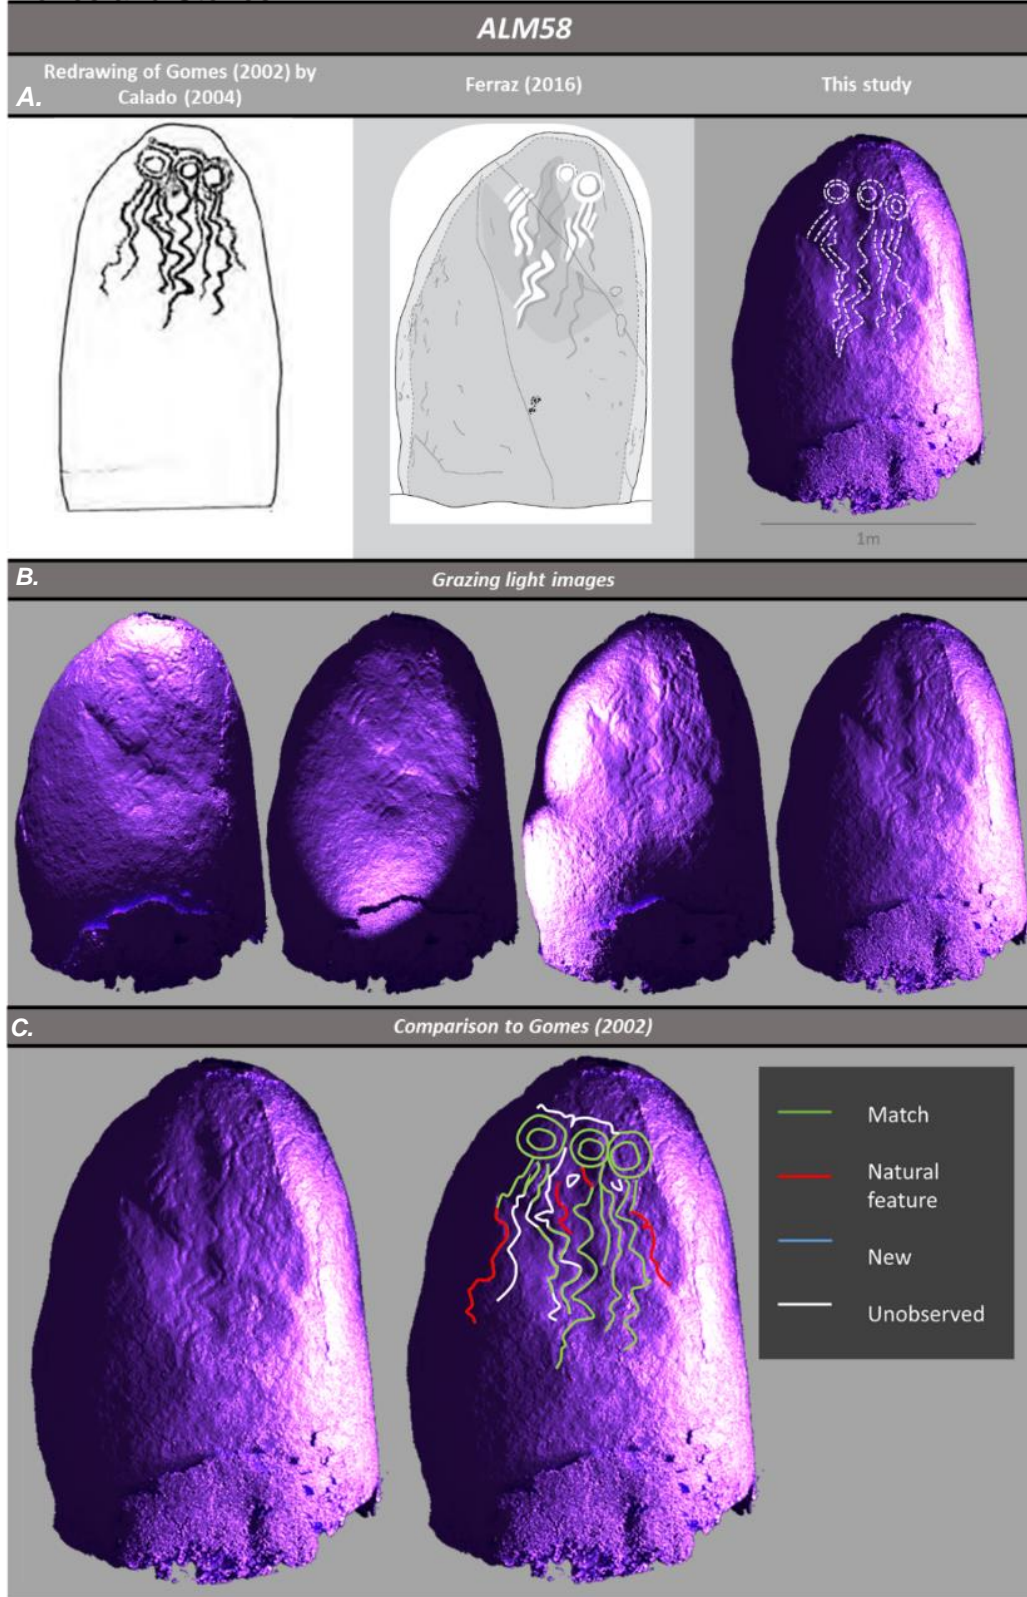 ALM58
A.
Redrawing of Gomes (2002) by
Calado (2004)
Ferraz (2016)
This study
1m
B.
Grazing light images
C.
Comparison to Gomes (2002)
Match
Natural
feature
New
Unobserved